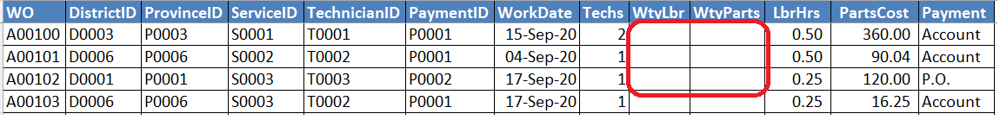 WO DistrictID ProvinceID ServiceID TechnicianID PaymentID WorkDate Techs WtyLbr WtyParts LbrHrs PartsCost Payment
A00100 D0003 P0003 S0001 T0001 P0001 15-Sep-20 2 0.50 360.00 Account
A00101 D0006 P0006 S0002 T0002 P0001 04-Sep-20 1 0.50 90.04 Account
A00102 D0001 P0001 S0003 T0003 P0002 17-Sep-20 1 0.25 120.00 P.O.
A00103 D0006 P0006 S0003 T0002 P0001 17-Sep-20 1 0.25 16.25 Account